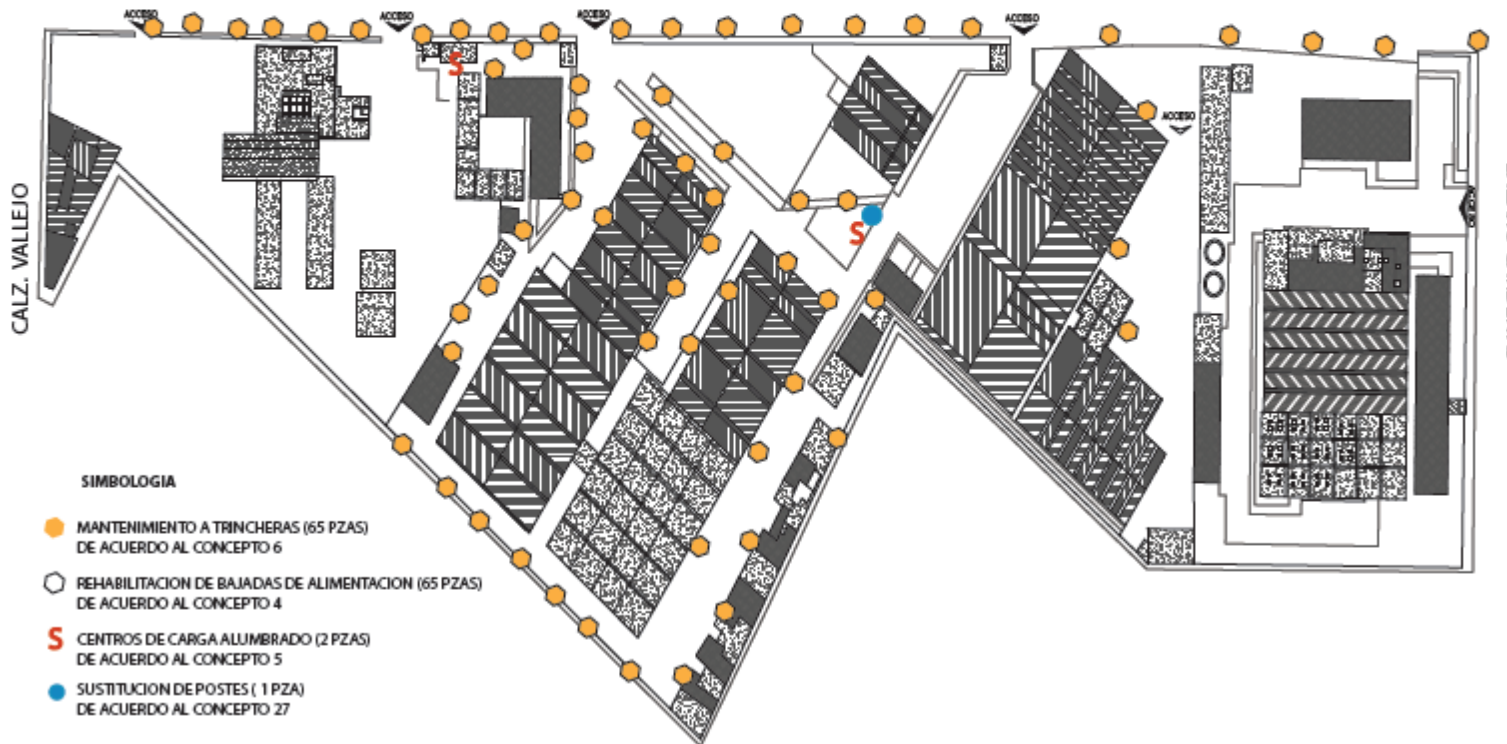 ACCESO
ACCESO
ACCESO
ACCESO
ACCESO
CALZ. VALLEJO
SIMBOLOGIA
MANTENIMIENTO A TRINCHERAS (65 PZAS)
DE ACUERDO AL CONCEPTO 6
REHABILITACION DE BAJADAS DE ALIMENTACION (65 PZAS)
DE ACUERDO AL CONCEPTO 4
S CENTROS DE CARGA ALUMBRADO (2 PZAS)
DE ACUERDO AL CONCEPTO 5
SUSTITUCION DE POSTES ( 1 PZA)
DE ACUERDO AL CONCEPTO 27
S
S